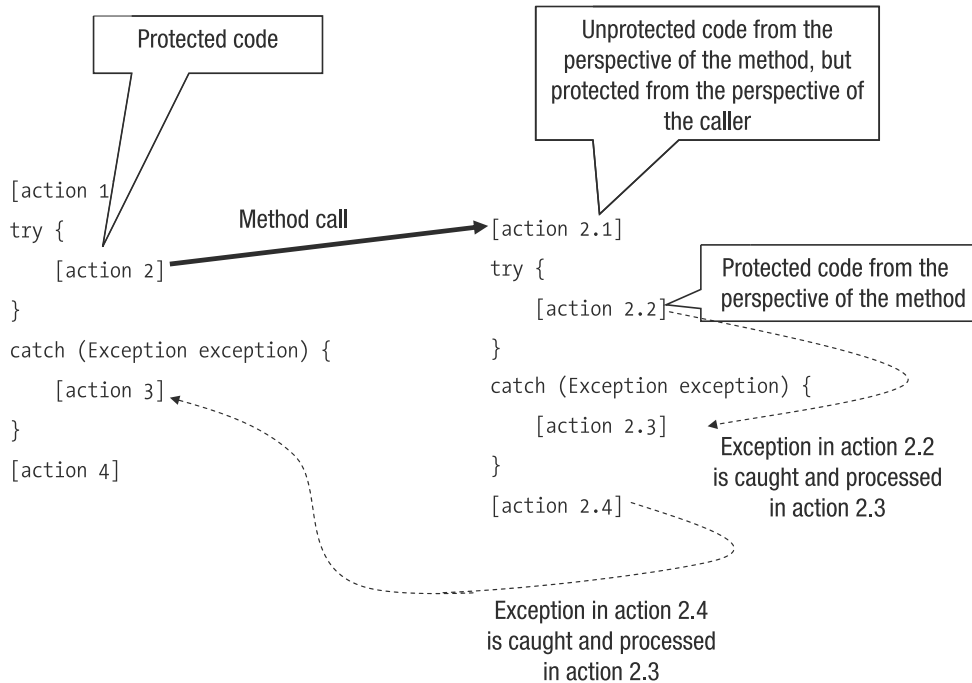 Protected code
Unprotected code from the
perspective of the method, but
protected from the perspective of
the caller
[action 1
try {
[action 2]
}
catch (Exception exception) {
[action 3]
}
[action 4]
Method call
[action 2.1]
try {
[action 2.2]
}
catch (Exception exception) {
[action 2.3]
}
[action 2.4]
Protected code from the
perspective of the method
Exception in action 2.2
is caught and processed
in action 2.3
Exception in action 2.4
is caught and processed
in action 2.3